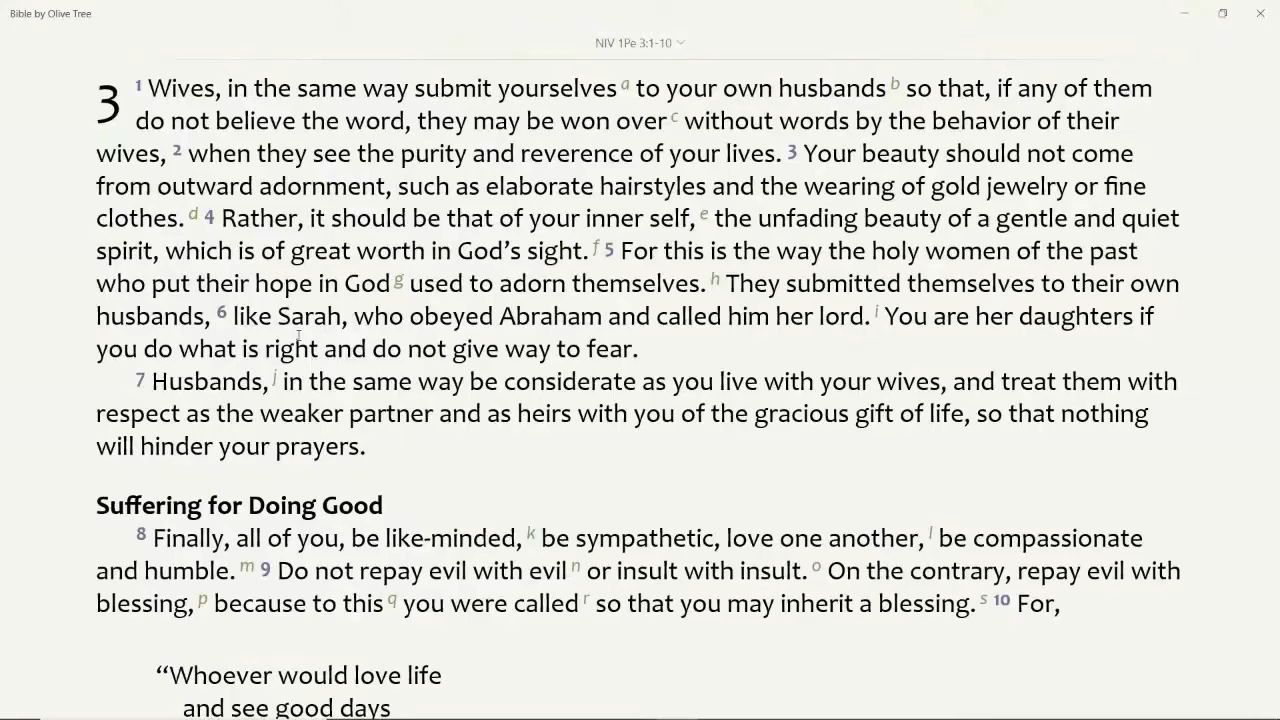 Bible by Olive Tree
NIV 1Pe 3:1-10
3 1 Wives, in the same way submit yourselves a to your own husbands b so that, if any of them
do not believe the word, they may be won over c without words by the behavior of their
wives, 2 when they see the purity and reverence of your lives. 3 Your beauty should not come
from outward adornment, such as elaborate hairstyles and the wearing of gold jewelry or fine
clothes. d 4 Rather, it should be that of your inner self, e the unfading beauty of a gentle and quiet
spirit, which is of great worth in God’s sight. f 5 For this is the way the holy women of the past
who put their hope in God g used to adorn themselves. h They submitted themselves to their own
husbands, 6 like Sarah, who obeyed Abraham and called him her lord. i You are her daughters if
you do what is right and do not give way to fear.
7 Husbands, j in the same way be considerate as you live with your wives, and treat them with
respect as the weaker partner and as heirs with you of the gracious gift of life, so that nothing
will hinder your prayers.
Suffering for Doing Good
8 Finally, all of you, be like-minded, k be sympathetic, love one another, l be compassionate
and humble. m 9 Do not repay evil with evil n or insult with insult. o On the contrary, repay evil with
blessing, p because to this q you were called r so that you may inherit a blessing. s 10 For,
“Whoever would love life
and see good days